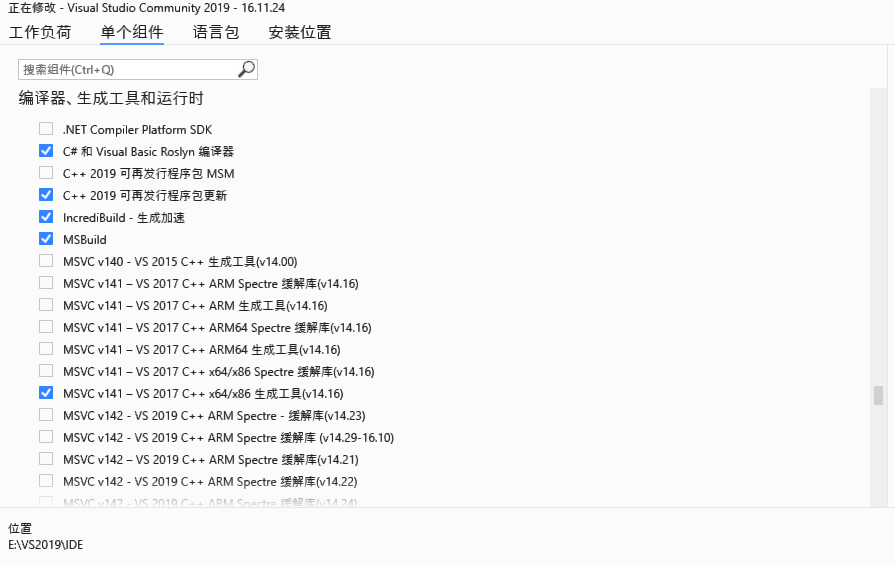 正在修改 - Visual Studio Community 2019 - 16.11.24
工作负荷 单个组件 语言包 安装位置
搜索组件(Ctrl+Q)
编译器、生成工具和运行时
.NET Compiler Platform SDK
C# 和 Visual Basic Roslyn 编译器
C++ 2019 可再发行程序包 MSM
C++ 2019 可再发行程序包更新
IncrediBuild - 生成加速
MSBuild
MSVC v140 - VS 2015 C++ 生成工具(v14.00)
MSVC v141 – VS 2017 C++ ARM Spectre 缓解库(v14.16)
MSVC v141 – VS 2017 C++ ARM 生成工具(v14.16)
MSVC v141 – VS 2017 C++ ARM64 Spectre 缓解库(v14.16)
MSVC v141 – VS 2017 C++ ARM64 生成工具(v14.16)
MSVC v141 – VS 2017 C++ x64/x86 Spectre 缓解库(v14.16)
MSVC v141 – VS 2017 C++ x64/x86 生成工具(v14.16)
MSVC v142 - VS 2019 C++ ARM Spectre - 缓解库(v14.23)
MSVC v142 - VS 2019 C++ ARM Spectre 缓解库 (v14.29-16.10)
MSVC v142 – VS 2019 C++ ARM Spectre 缓解库(v14.21)
MSVC v142 - VS 2019 C++ ARM Spectre 缓解库(v14.22)
MSVC v142 - VS 2019 C++ ARM Spectre 缓解库(v14.24)
位置
E:\VS2019\IDE